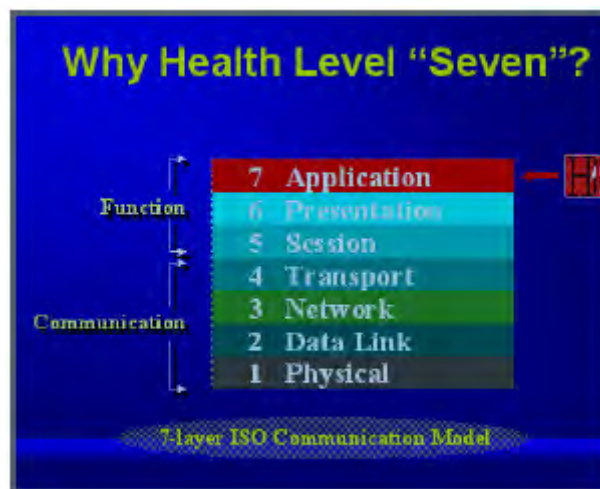 Why Health Level “Seven”?
7 Application
6 Presentation
5 Session
4 Transport
3 Network
2 Data Link
1 Physical
Function
Communication
7-layer ISO Communication Model